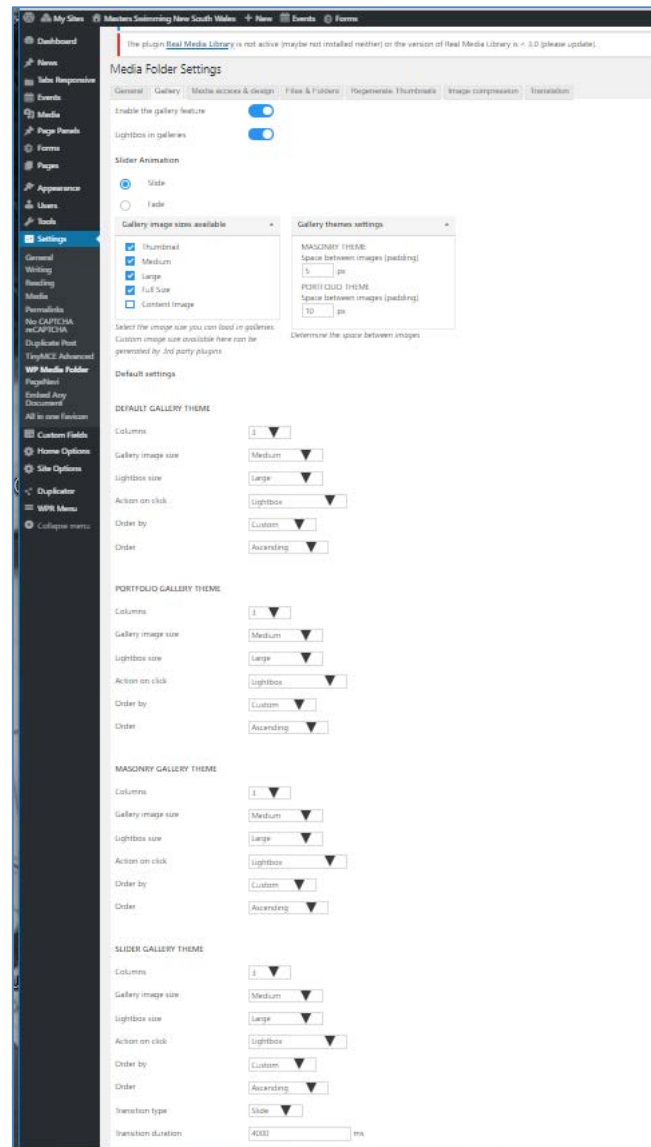 My Sites Masters Swimming New South Wales + New Events Forms
Dashboard
News
Tabs Responsive
Events
Media
Page Panels
Forms
Pages
Appearance
Users
Tools
Settings
General
Writing
Reading
Media
Permalinks
No CAPTCHA
reCAPTCHA
Duplicate Post
TinyMCE Advanced
WP Media Folder
PageNavi
Embed Any
Document
All in one Favicon
Custom Fields
Home Options
Site Options
Duplicator
WPR Menu
Collapse menu
The plugin Real Media Library is not active (maybe not installed neither) or the version of Real Media Library is < 3.0 (please update).
Media Folder Settings
General Gallery Media access & design Files & Folders Regenerate Thumbnails Image compression Translation
Enable the gallery feature
Lightbox in galleries
Slider Animation
Slide
Fade
Gallery image sizes available
Thumbnail
Medium
Large
Full Size
Content Image
Select the image size you can load in galleries.
Custom image size available here can be
generated by 3rd party plugins
Gallery themes settings
MASONRY THEME
Space between images (padding)
5 px
PORTFOLIO THEME
Space between images (padding)
10 px
Determine the space between images
Default settings
DEFAULT GALLERY THEME
Columns 3
Gallery image size Medium
Lightbox size Large
Action on click Lightbox
Order by Custom
Order Ascending
PORTFOLIO GALLERY THEME
Columns 3
Gallery image size Medium
Lightbox size Large
Action on click Lightbox
Order by Custom
Order Ascending
MASONRY GALLERY THEME
Columns 3
Gallery image size Medium
Lightbox size Large
Action on click Lightbox
Order by Custom
Order Ascending
SLIDER GALLERY THEME
Columns 3
Gallery image size Medium
Lightbox size Large
Action on click Lightbox
Order by Custom
Order Ascending
Transition type Slide
Transition duration 4000 ms